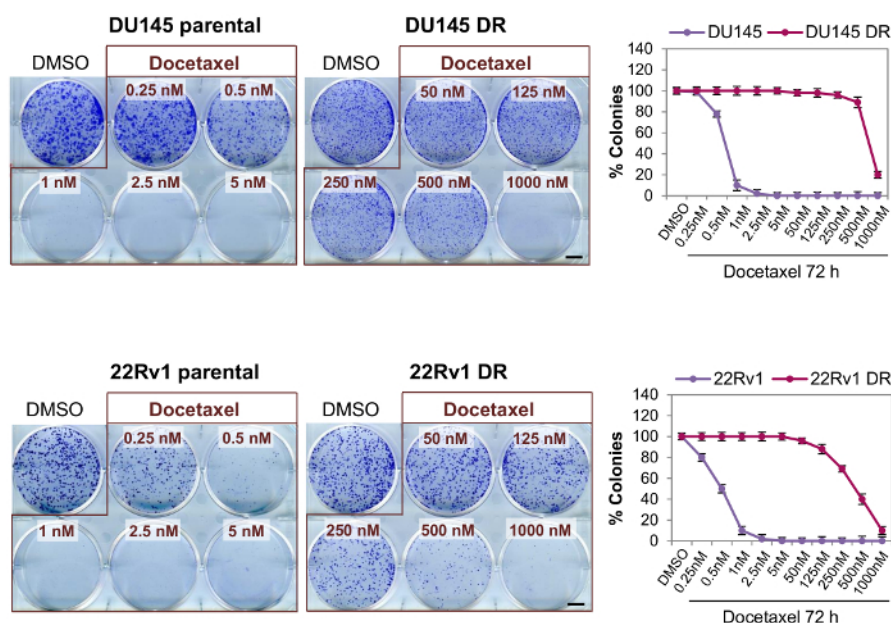 DU145 parental
DMSO
Docetaxel
0.25 nM
0.5 nM
1 nM
2.5 nM
5 nM
DU145 DR
DMSO
Docetaxel
50 nM
125 nM
250 nM
500 nM
1000 nM
DU145
DU145 DR
% Colonies
140
120
100
80
60
40
20
0
DMSO
0.25nM
0.5nM
1nM
2.5nM
5nM
50nM
125nM
250nM
500nM
1000nM
Docetaxel 72 h
22Rv1 parental
DMSO
Docetaxel
0.25 nM
0.5 nM
1 nM
2.5 nM
5 nM
22Rv1 DR
DMSO
Docetaxel
50 nM
125 nM
250 nM
500 nM
1000 nM
22Rv1
22Rv1 DR
% Colonies
140
120
100
80
60
40
20
0
DMSO
0.25nM
0.5nM
1nM
2.5nM
5nM
50nM
125nM
250nM
500nM
1000nM
Docetaxel 72 h